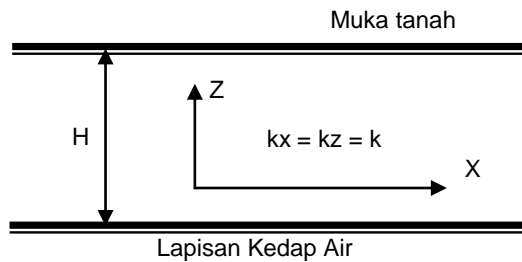 Muka tanah
Z
H
kx = kz = k
X
Lapisan Kedap Air